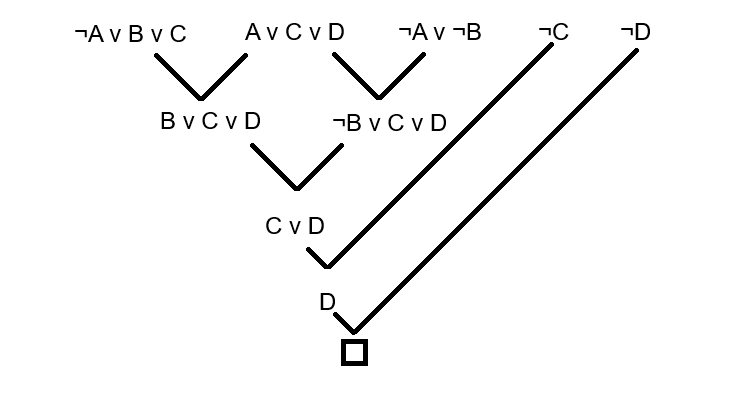 ¬A v B v C   A v C v D   ¬A v ¬B   ¬C   ¬D
B v C v D   ¬B v C v D
C v D
D